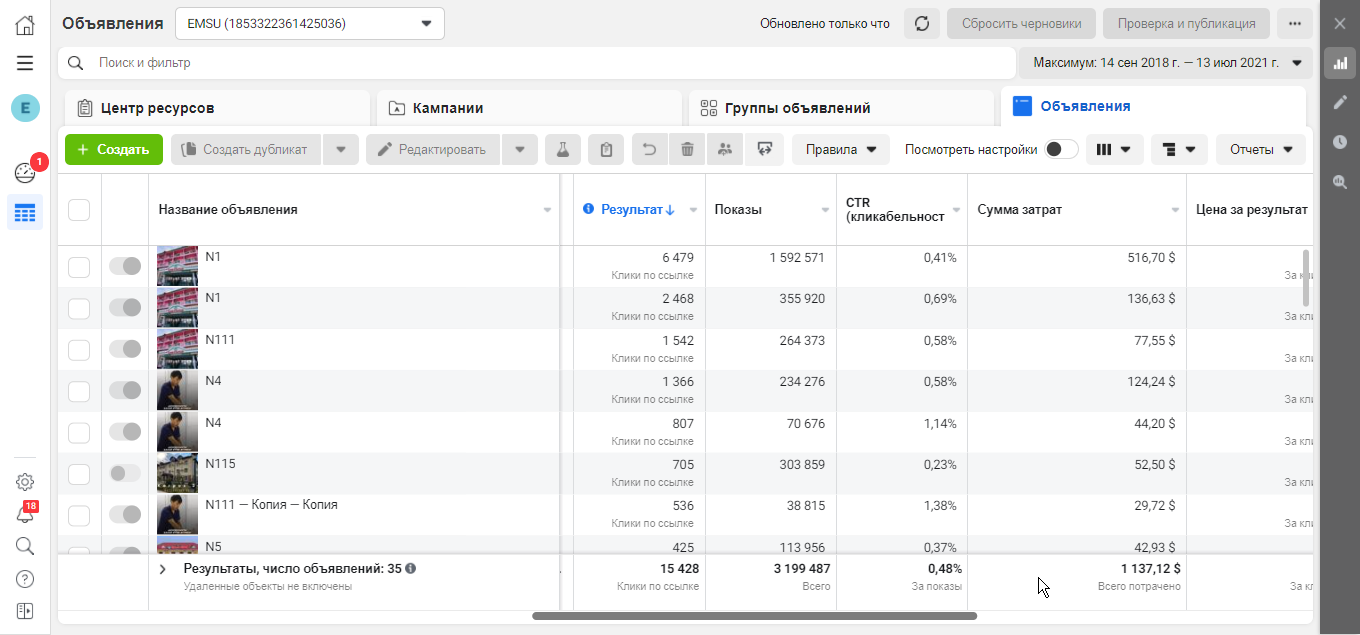 Объявления
EMSU (1853322361425036)
Обновлено только что
Сбросить черновики
Проверка и публикация
Поиск и фильтр
Максимум: 14 сен 2018 г. — 13 июл 2021 г.
E
Центр ресурсов
Кампании
Группы объявлений
Объявления
1
+ Создать
Создать дубликат
Редактировать
Правила
Посмотреть настройки
Отчеты
Название объявления
Результат
Показы
CTR
(кликабельност
Сумма затрат
Цена за результат
N1
6 479
1 592 571
0,41%
516,70 $
Клики по ссылке
За кли
N1
2 468
355 920
0,69%
136,63 $
Клики по ссылке
За кли
N111
1 542
264 373
0,58%
77,55 $
Клики по ссылке
За кли
N4
1 366
234 276
0,58%
124,24 $
Клики по ссылке
За кли
N4
807
70 676
1,14%
44,20 $
Клики по ссылке
За кли
N115
705
303 859
0,23%
52,50 $
Клики по ссылке
За кли
N111 — Копия — Копия
536
38 815
1,38%
29,72 $
Клики по ссылке
За кли
N5
425
113 956
0,37%
42,93 $
18
Результаты, число объявлений: 35
15 428
3 199 487
0,48%
1 137,12 $
Удаленные объекты не включены
Клики по ссылке
Всего
За показы
Всего потрачено
За кл